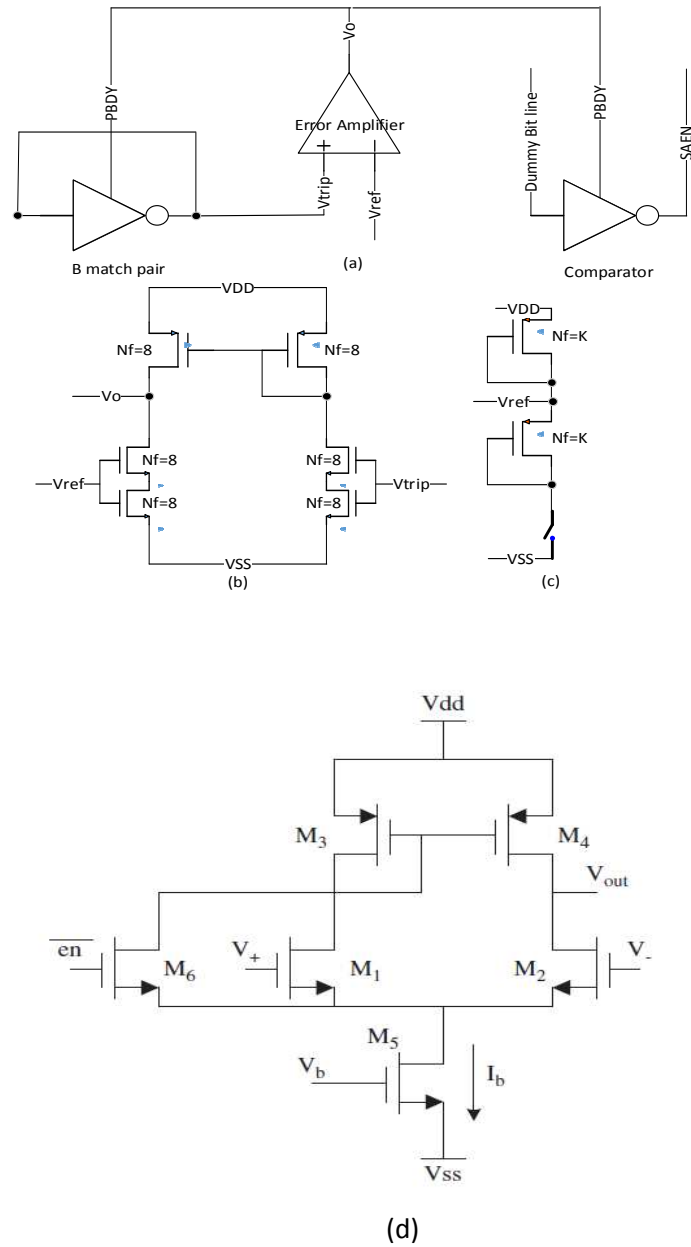 Vo
PBDY
Error Amplifier
+
−
Vtrip
Vref
PBDY
Dummy Bit line
SAEN
B match pair
(a)
Comparator
VDD
Nf=8
Nf=8
Vo
Nf=8
Nf=8
Vref
Nf=8
Nf=8
Vtrip
VSS
(b)
VDD
Nf=K
Vref
Nf=K
VSS
(c)
Vdd
M3
M4
Vout
en
M6
V+
M1
M2
V-
M5
Vb
Ib
Vss
(d)